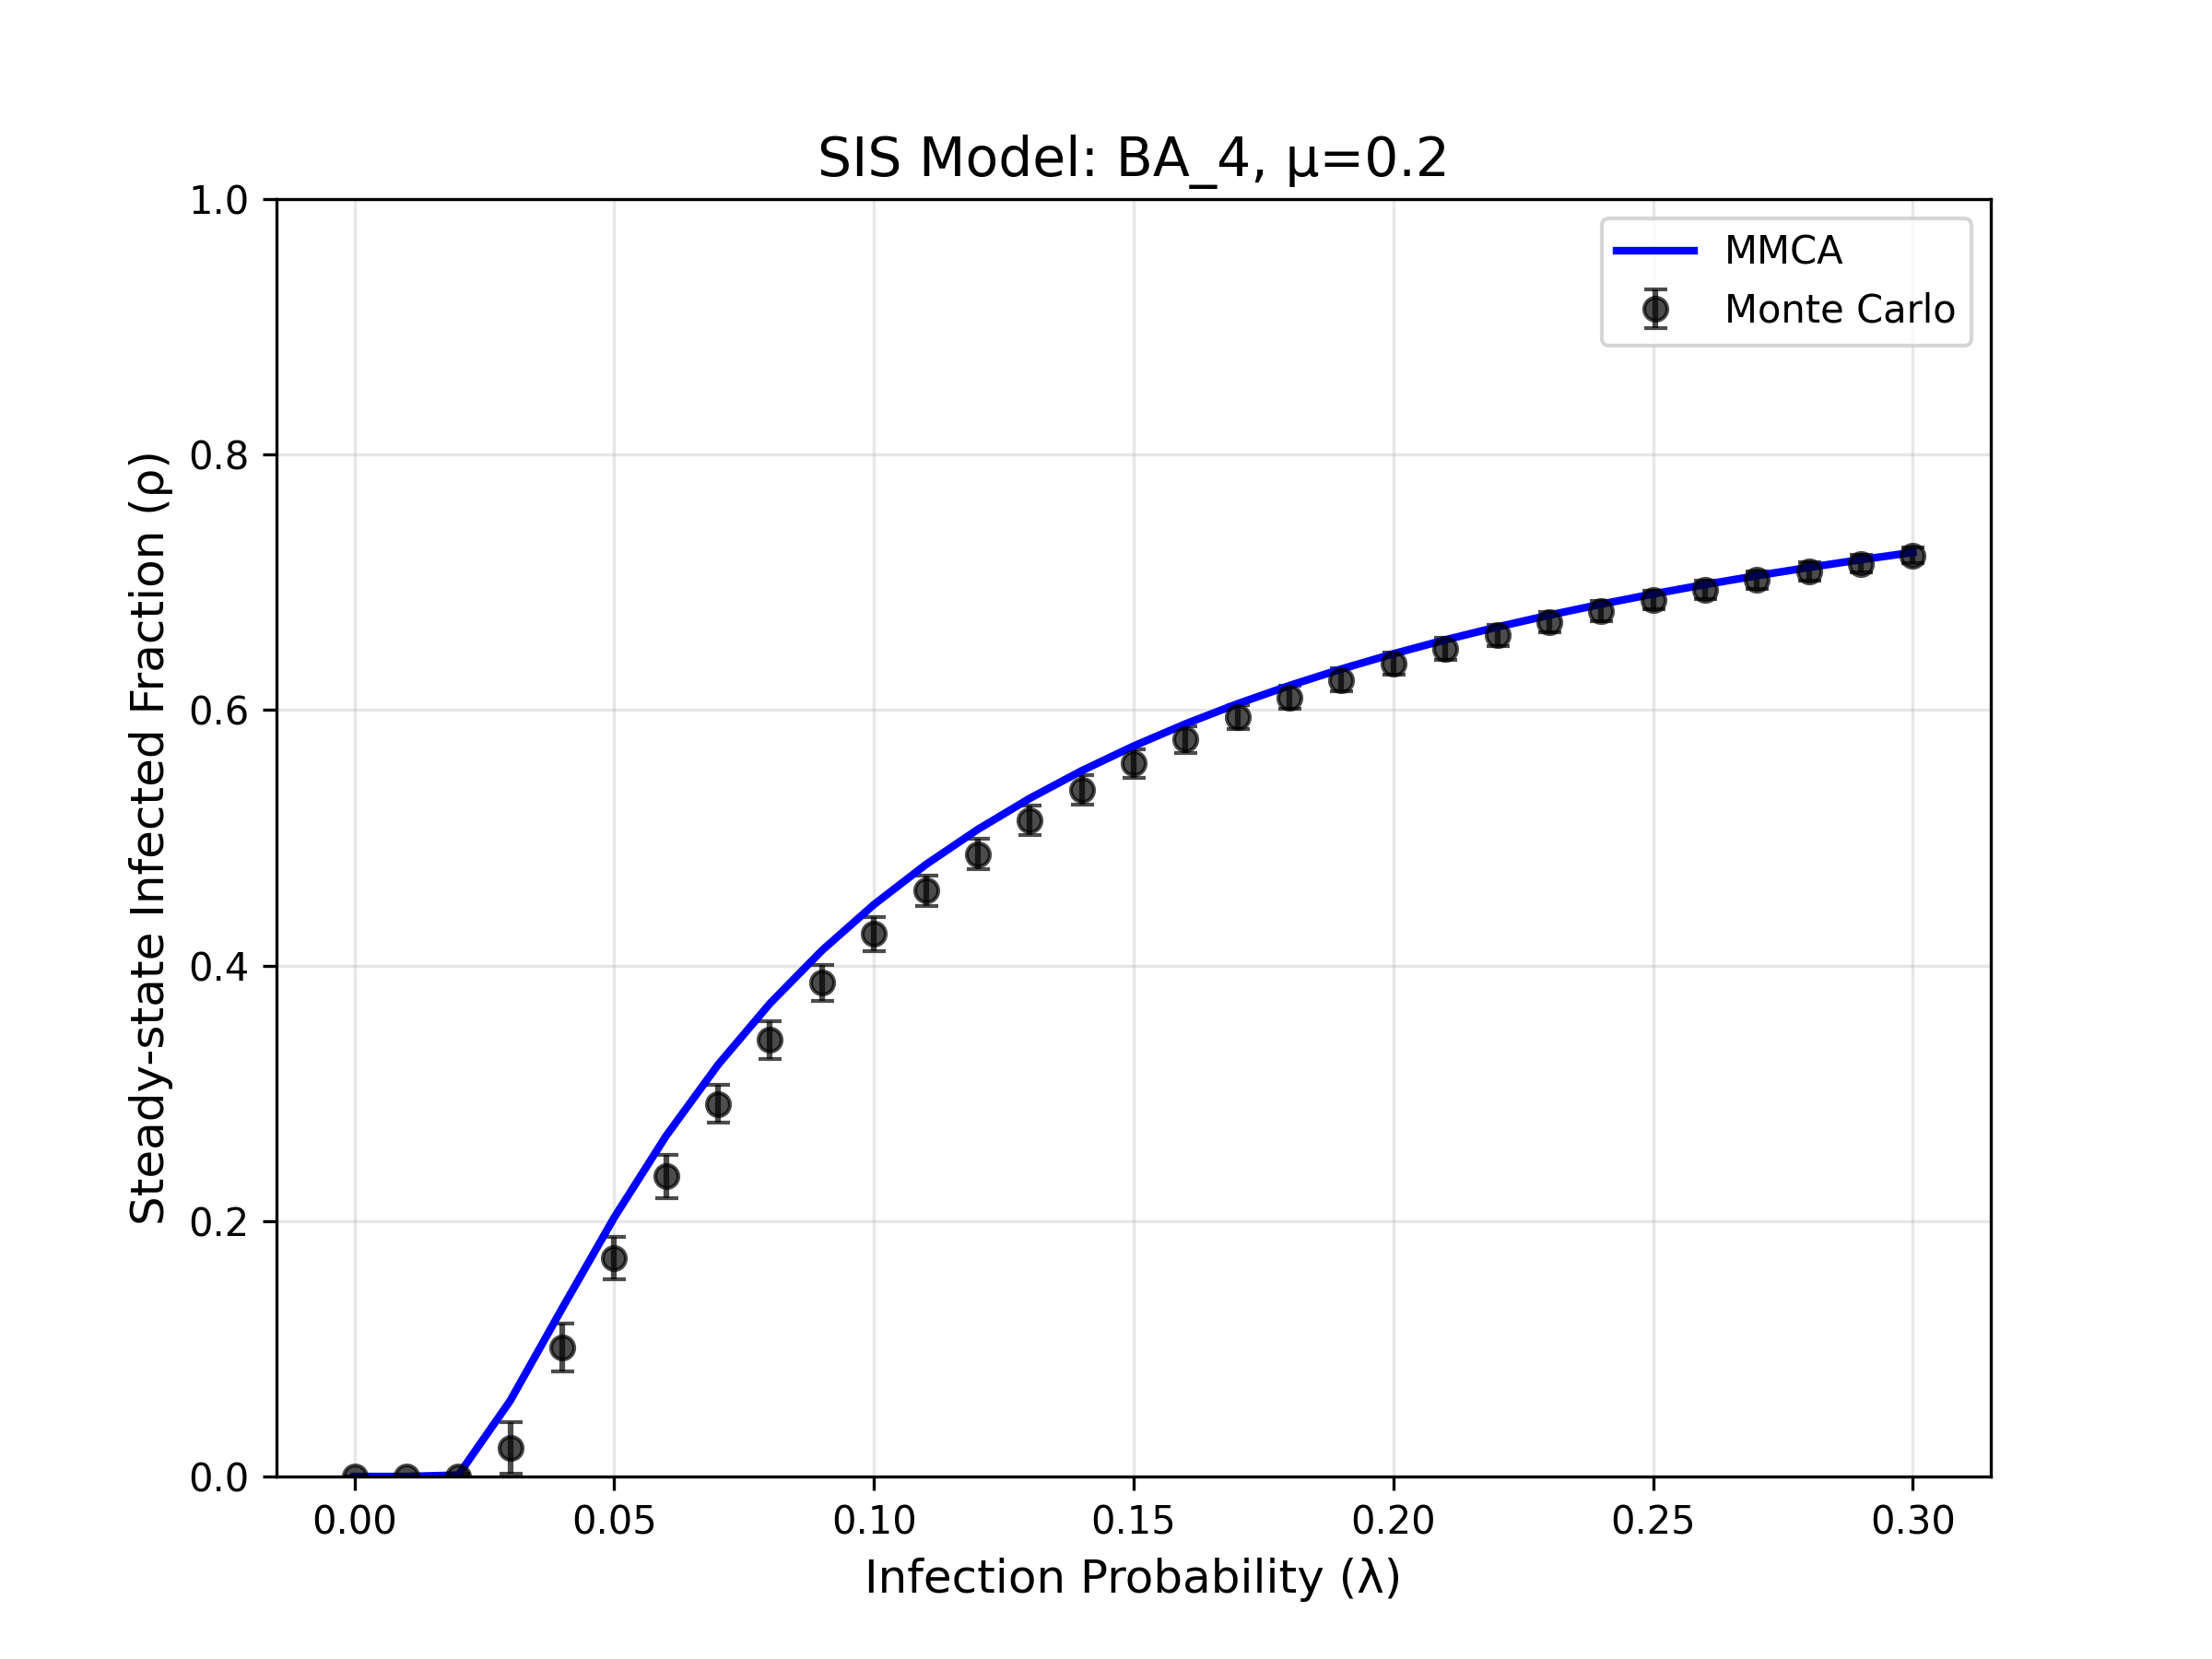 SIS Model: BA_4, μ=0.2
MMCA
Monte Carlo
Steady-state Infected Fraction (ρ)
1.0
0.8
0.6
0.4
0.2
0.0
0.00 0.05 0.10 0.15 0.20 0.25 0.30
Infection Probability (λ)